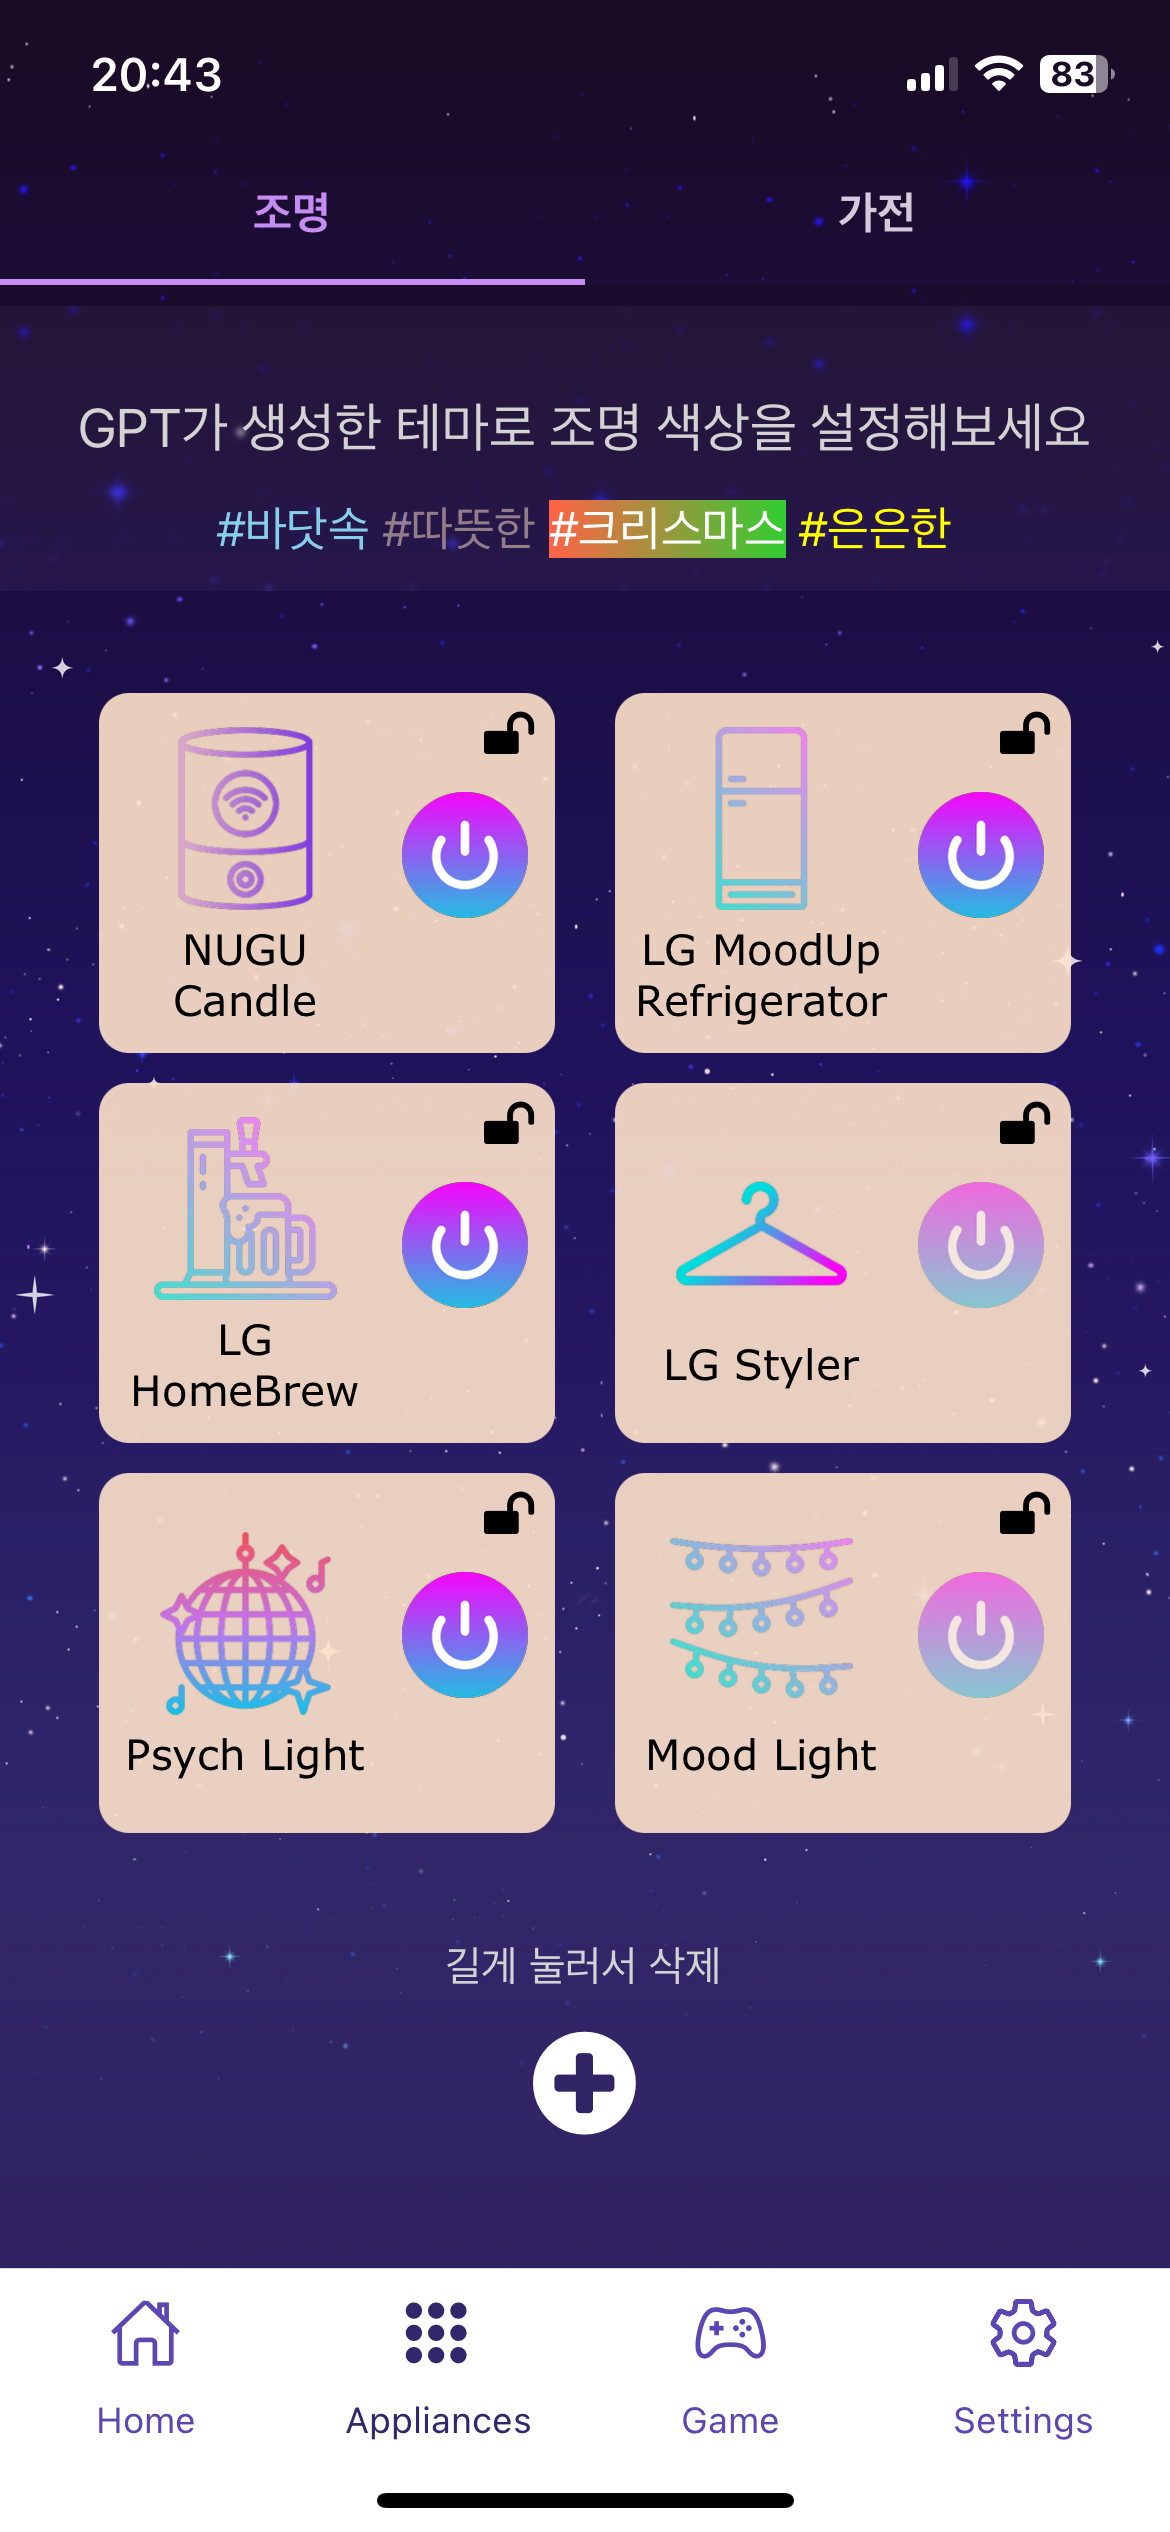 20:43
83
조명
가전
GPT가 생성한 테마로 조명 색상을 설정해보세요
#바닷속 #따뜻한 #크리스마스 #은은한
NUGU
Candle
LG MoodUp
Refrigerator
LG
HomeBrew
LG Styler
Psych Light
Mood Light
길게 눌러서 삭제
Home
Appliances
Game
Settings